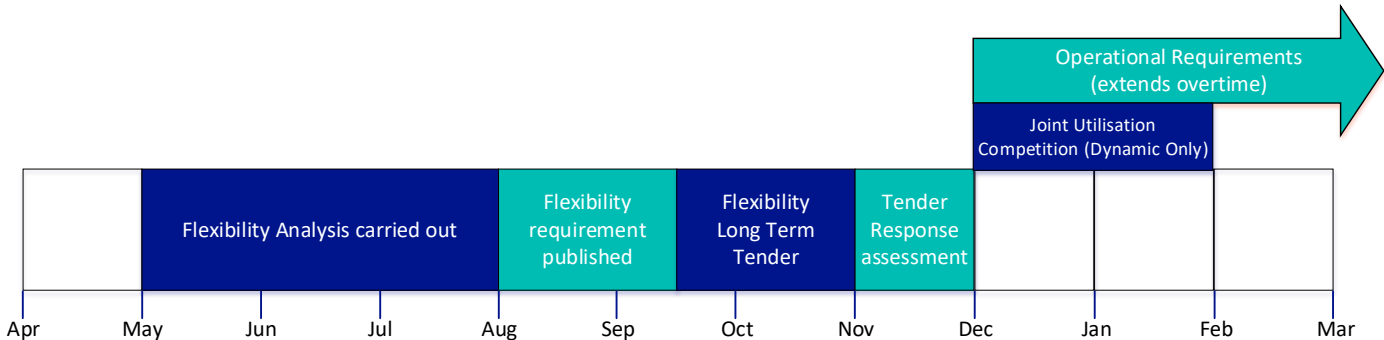 Operational Requirements
(extends overtime)
Joint Utilisation
Competition (Dynamic Only)
Flexibility Analysis carried out
Flexibility
requirement
published
Flexibility
Long Term
Tender
Tender
Response
assessment
Apr May Jun Jul Aug Sep Oct Nov Dec Jan Feb Mar